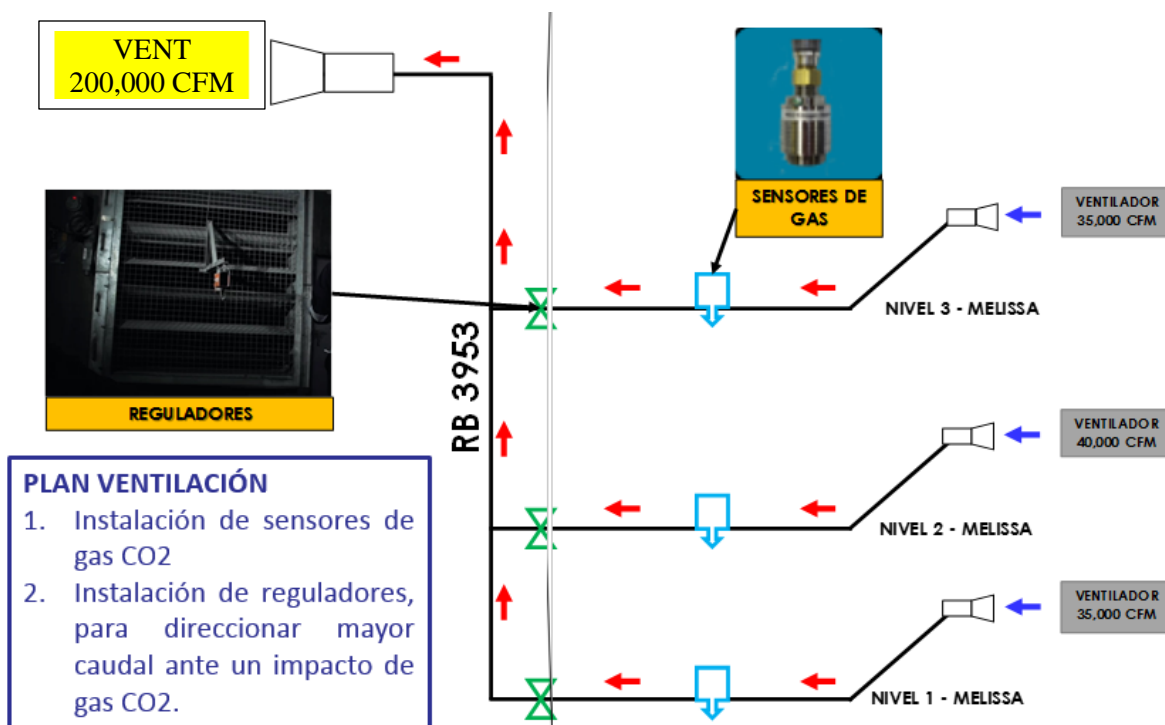 VENT
200,000 CFM
SENSORES DE
GAS
VENTILADOR
35,000 CFM
NIVEL 3 - MELISSA
REGULADORES
RB 3953
VENTILADOR
40,000 CFM
NIVEL 2 - MELISSA
PLAN VENTILACIÓN
1. Instalación de sensores de
gas CO2
2. Instalación de reguladores,
para direccionar mayor
caudal ante un impacto de
gas CO2.
VENTILADOR
35,000 CFM
NIVEL 1 - MELISSA